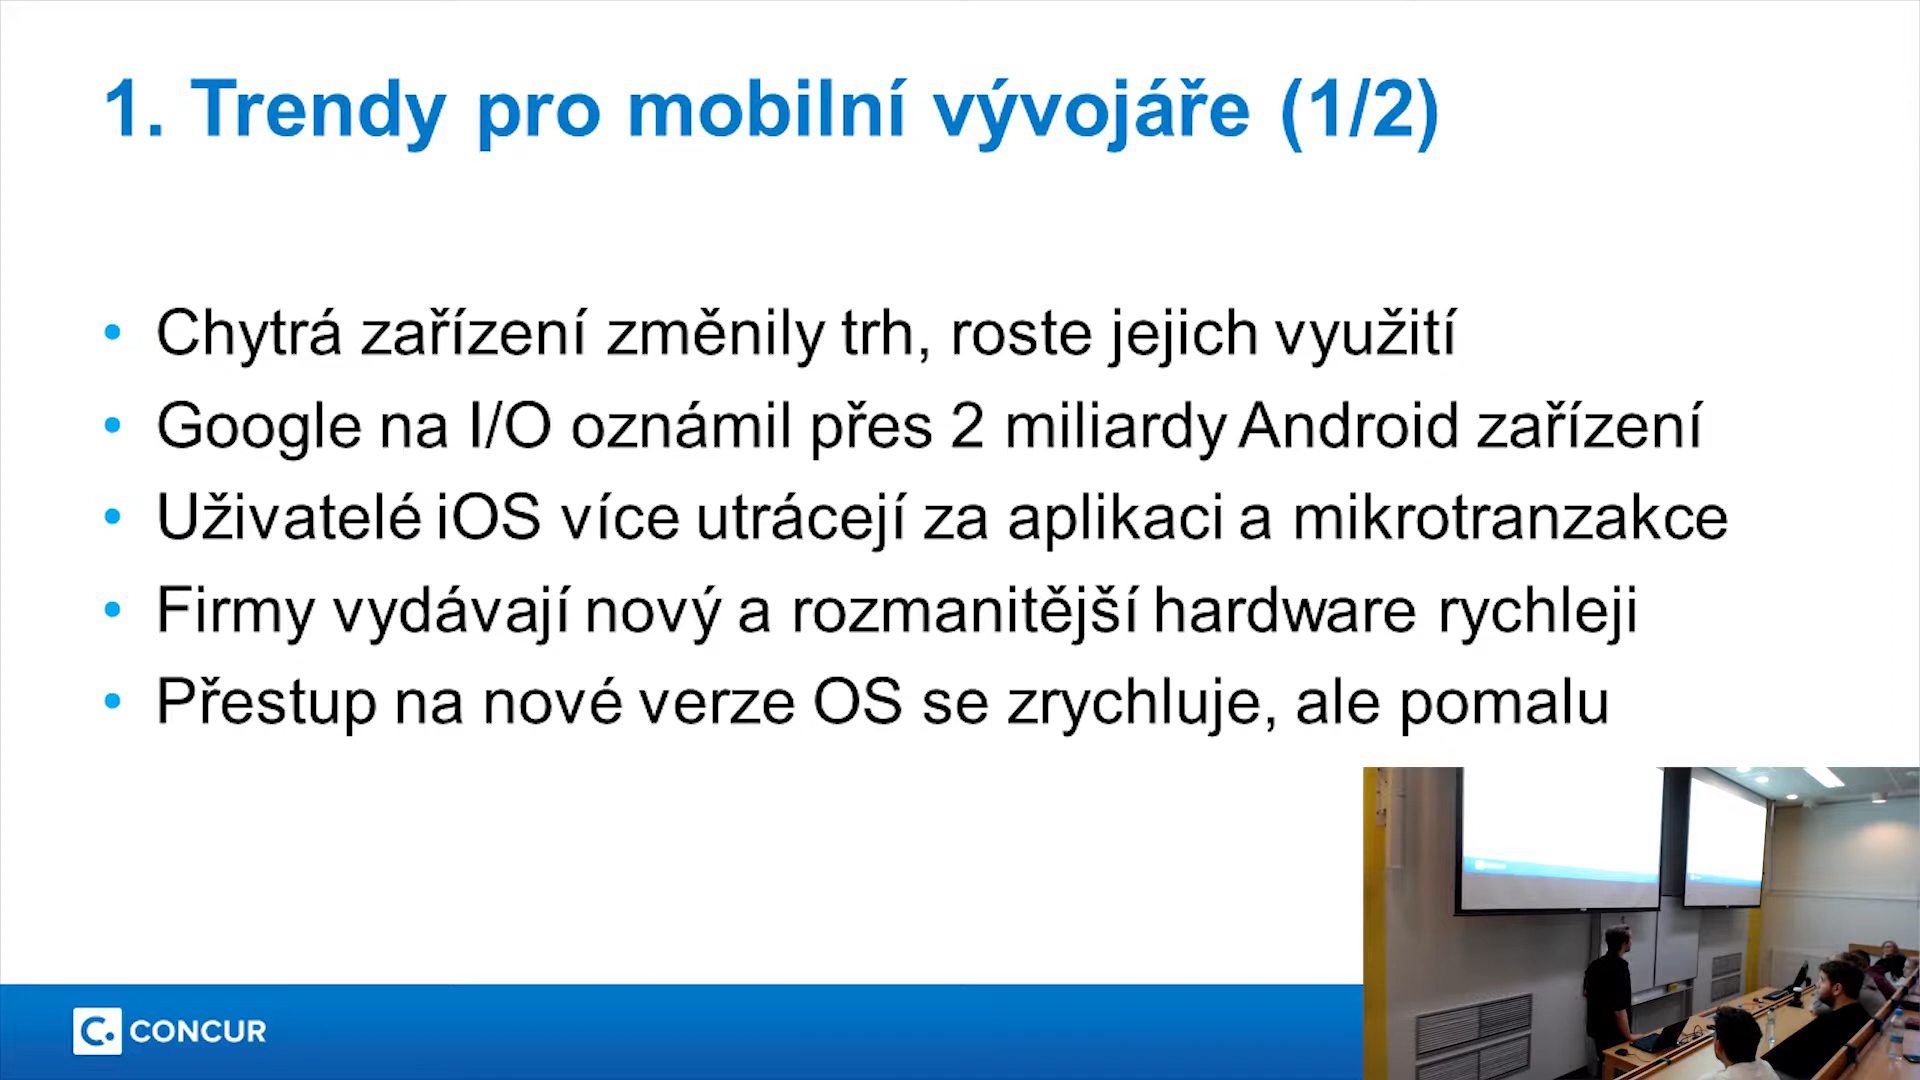 1. Trendy pro mobilní vývojáře (1/2)
• Chytrá zařízení změnily trh, roste jejich využití
• Google na I/O oznámil přes 2 miliardy Android zařízení
• Uživatelé iOS více utrácejí za aplikaci a mikrotranzakce
• Firmy vydávají nový a rozmanitější hardware rychleji
• Přestup na nové verze OS se zrychluje, ale pomalu
C. CONCUR